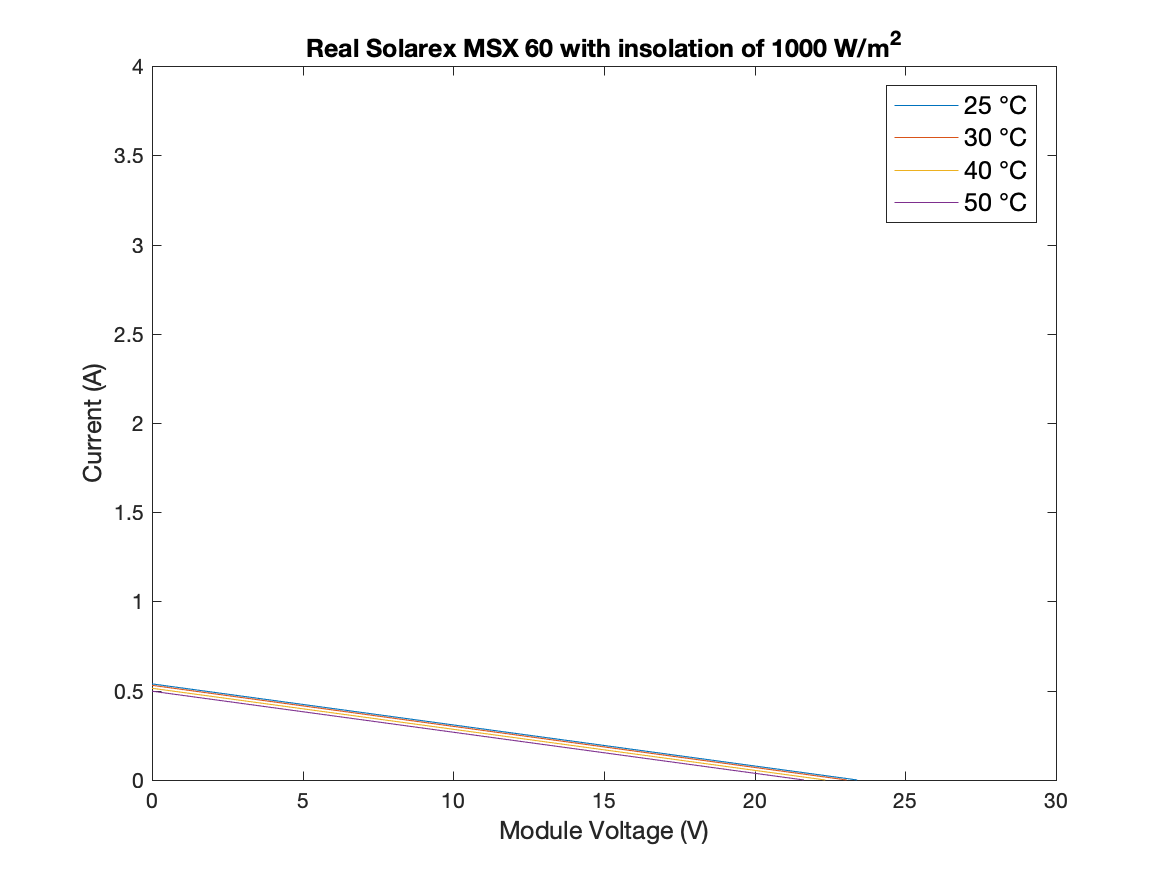 Real Solarex MSX 60 with insolation of 1000 W/m²
4
3.5
3
2.5
2
1.5
1
0.5
0
Current (A)
25 °C
30 °C
40 °C
50 °C
0 5 10 15 20 25 30
Module Voltage (V)